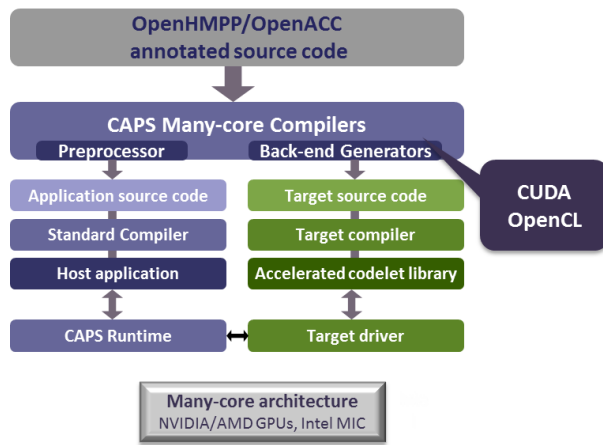 OpenHMPP/OpenACC
annotated source code
CAPS Many-core Compilers
Preprocessor
Back-end Generators
CUDA
OpenCL
Application source code
Target source code
Standard Compiler
Target compiler
Host application
Accelerated codelet library
CAPS Runtime
Target driver
Many-core architecture
NVIDIA/AMD GPUs, Intel MIC